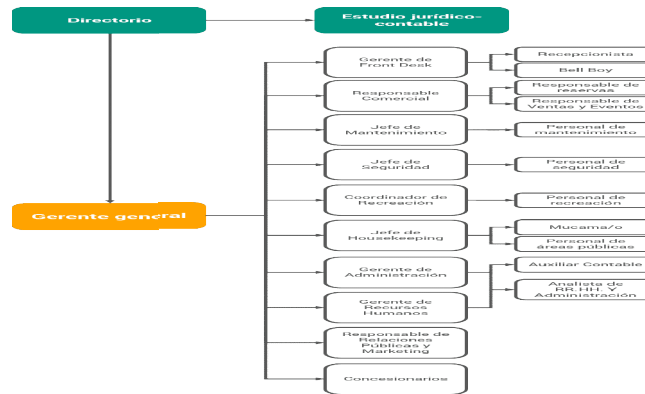 Directorio
Estudio jurídico-
contable
Gerente de
Front Desk
Recepcionista
Bell Boy
Responsable
Comercial
Responsable de
reservas
Responsable de
Ventas y Eventos
Jefe de
Mantenimiento
Personal de
mantenimiento
Jefe de
Seguridad
Personal de
seguridad
Gerente general
Coordinador de
Recreación
Personal de
recreación
Jefe de
Housekeeping
Mucama/o
Personal de
áreas públicas
Gerente de
Administración
Auxiliar Contable
Gerente de
Recursos
Humanos
Analista de
RR.HH. Y
Administración
Responsable de
Relaciones
Públicas y
Marketing
Concesionarios